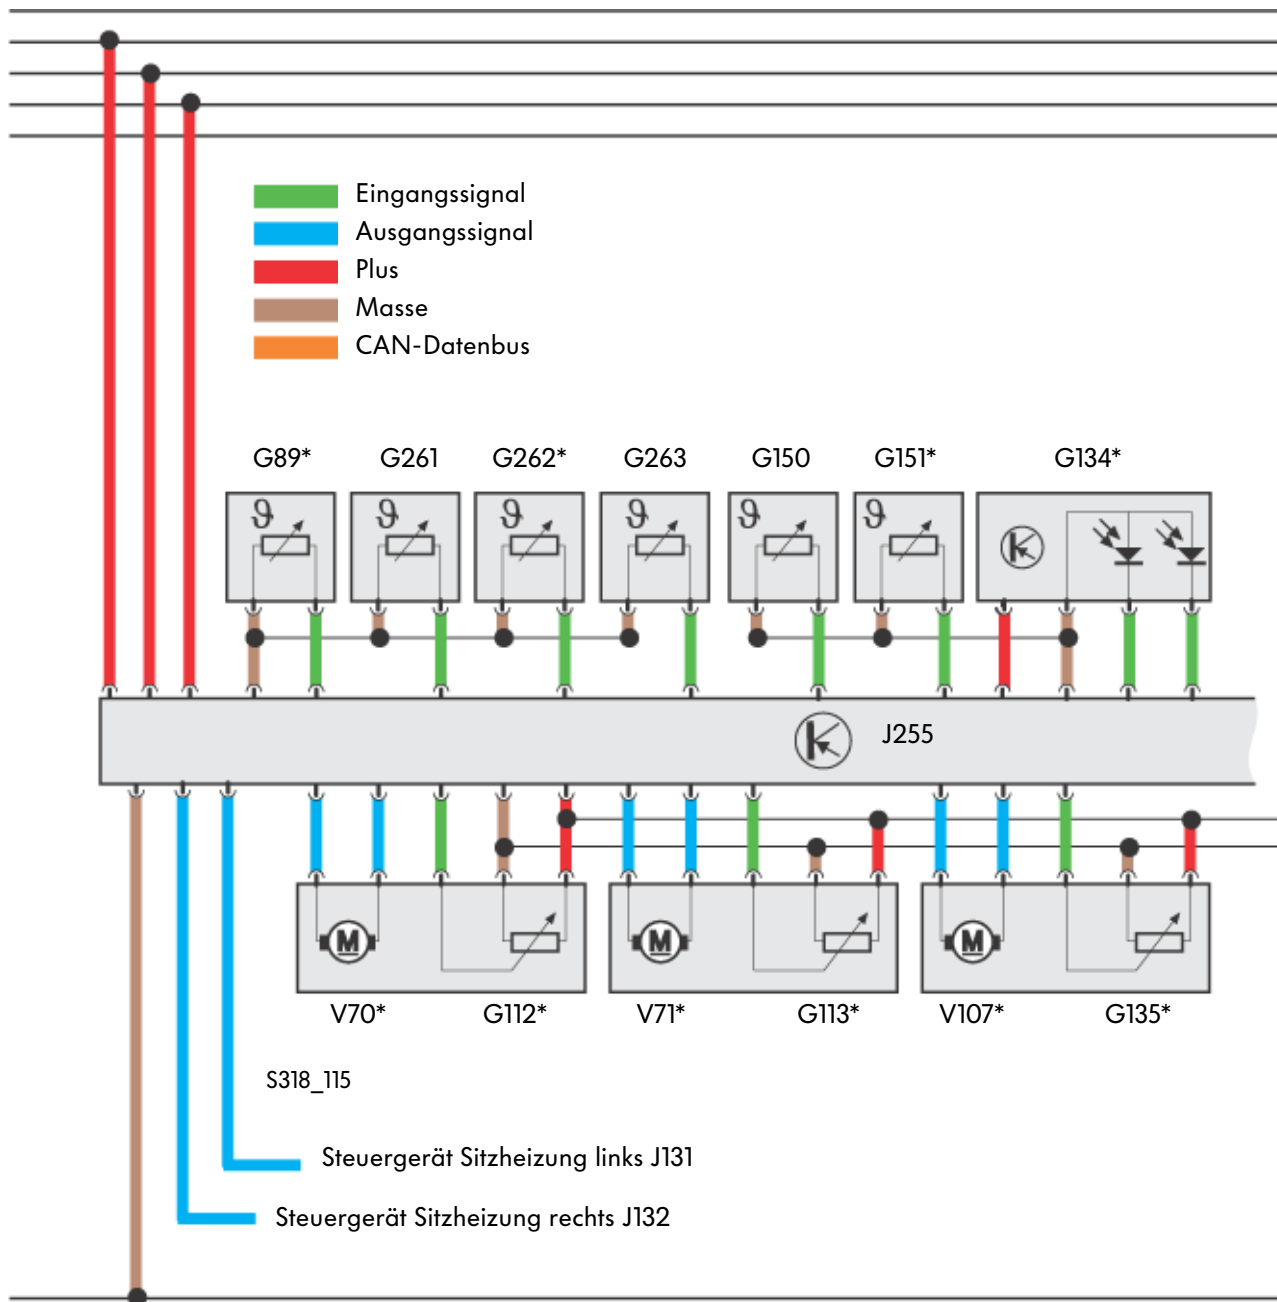 Eingangssignal
Ausgangssignal
Plus
Masse
CAN-Datenbus
G89* G261 G262* G263 G150 G151* G134*
ϑ ϑ ϑ ϑ ϑ ϑ
J255
M M M
V70* G112* V71* G113* V107* G135*
S318_115
Steuergerät Sitzheizung links J131
Steuergerät Sitzheizung rechts J132